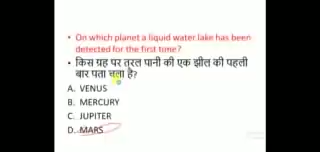 • On which planet a liquid water lake has been
detected for the first time?
• किस ग्रह पर तरल पानी की एक झील की पहली
बार पता चला है?
A. VENUS
B. MERCURY
C. JUPITER
D. MARS